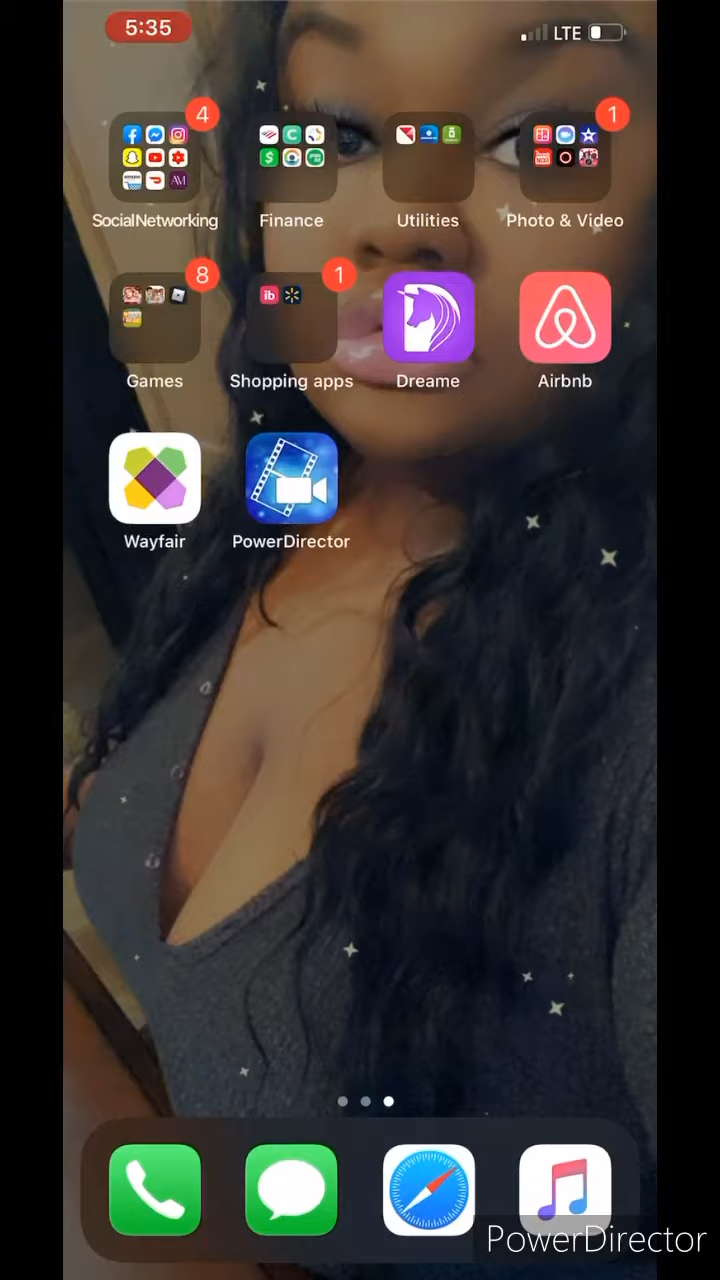 5:35 LTE
4 1
SocialNetworking Finance Utilities Photo & Video
8 1
ib
Games Shopping apps Dreame Airbnb
Wayfair PowerDirector
PowerDirector